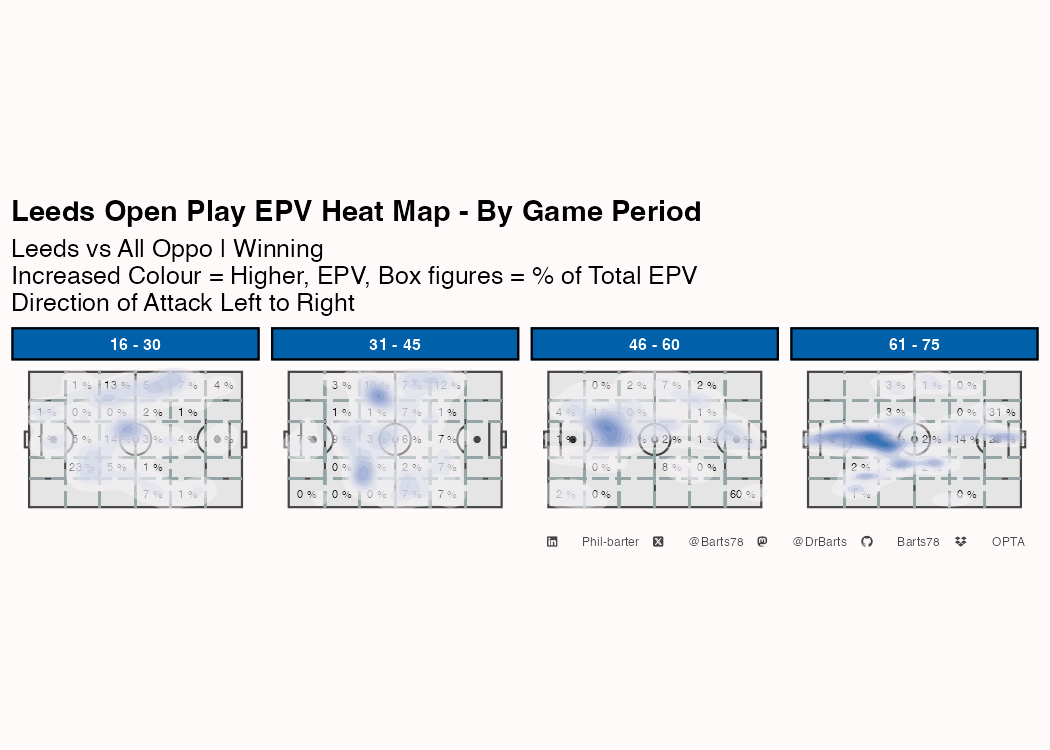 Leeds Open Play EPV Heat Map - By Game Period
Leeds vs All Oppo | Winning
Increased Colour = Higher, EPV, Box figures = % of Total EPV
Direction of Attack Left to Right
16 - 30 31 - 45 46 - 60 61 - 75
1 % 13 % 6 % 7 % 4 % 3 % 7 % 12 % 0 % 2 % 7 % 2 % 3 % 1 % 0 %
1 % 0 % 0 % 2 % 1 % 1 % 1 % 7 % 1 % 4 % 1 % 0 % 1 % 3 % 0 % 31 %
5 % 3 % 4 % 7 % 9 % 6 % 7 % 1 % 2 % 1 % 2 % 14 %
23 % 5 % 1 % 0 % 2 % 7 % 0 % 8 % 0 % 2 %
7 % 1 % 0 % 0 % 0 % 7 % 7 % 2 % 0 % 60 % 0 %
Phil-barter @Barts78 @DrBarts Barts78 OPTA